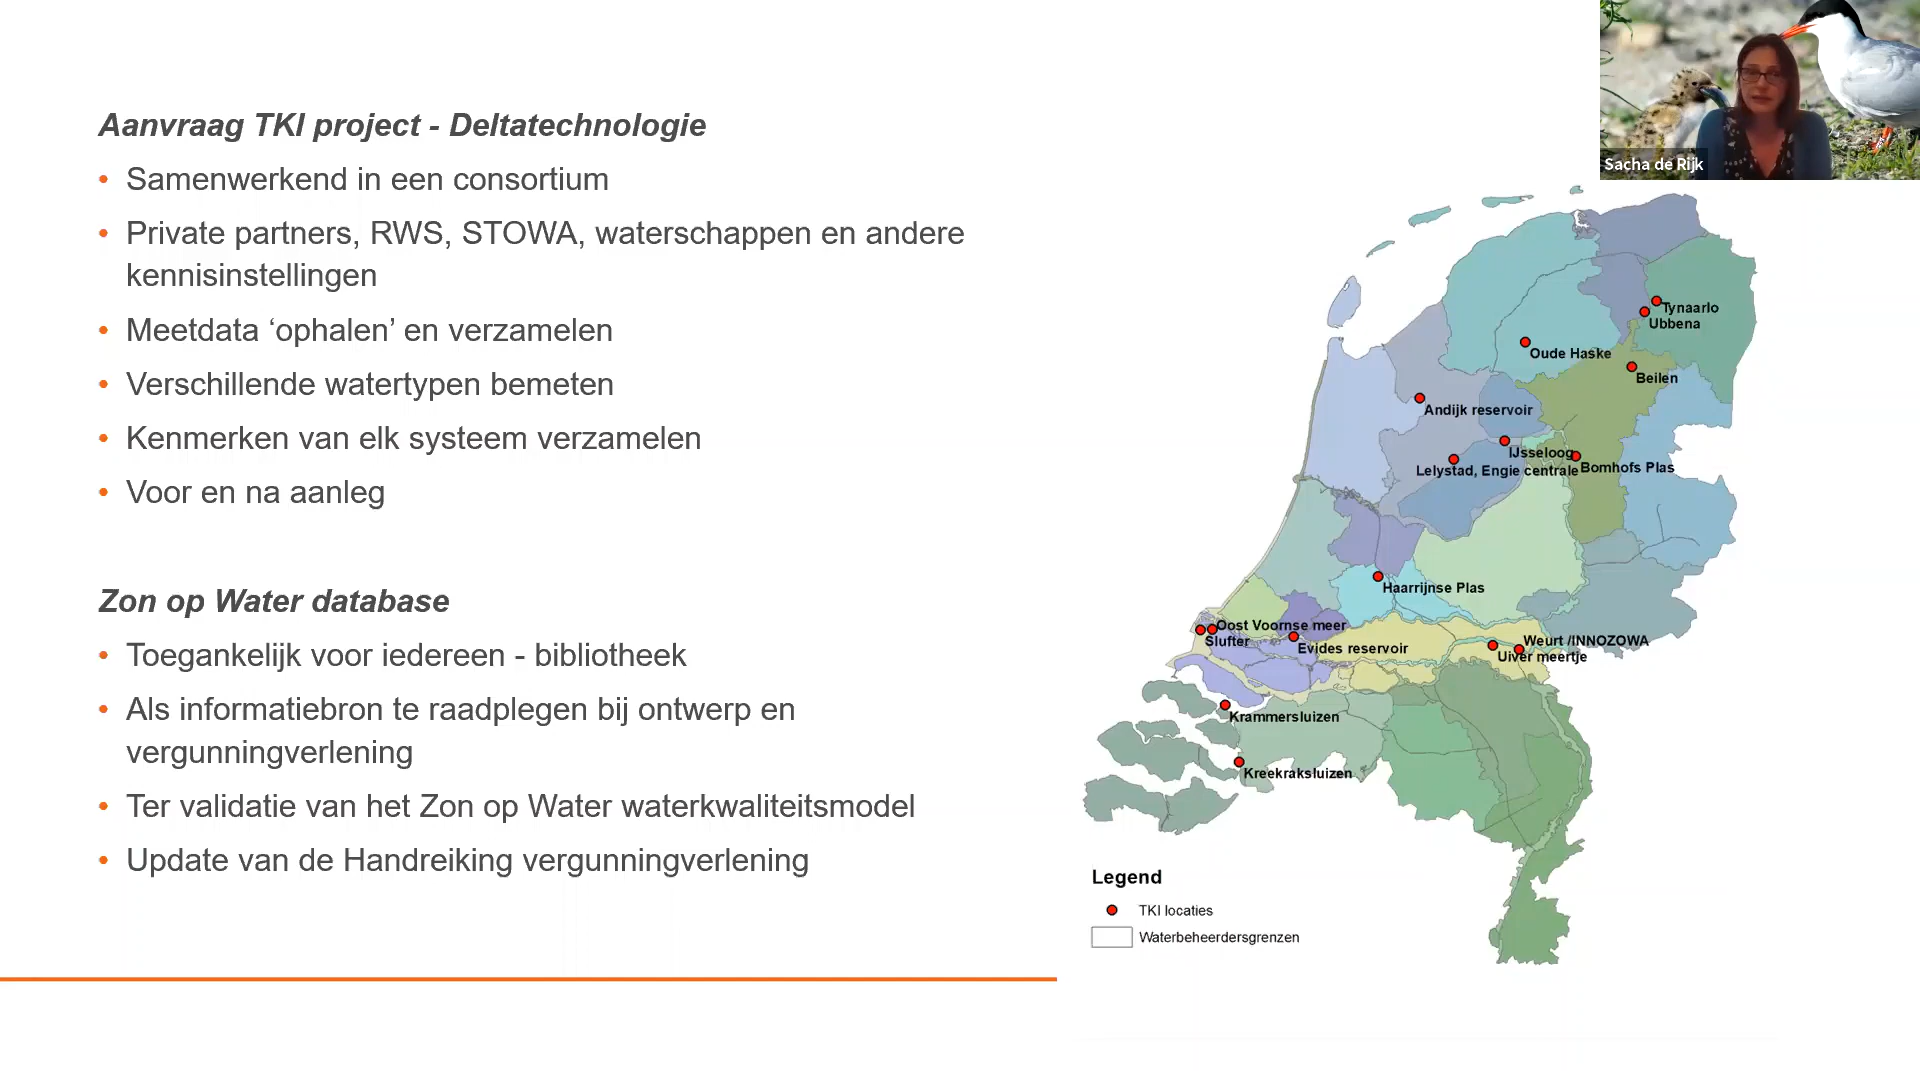 Aanvraag TKI project - Deltatechnologie
• Samenwerkend in een consortium
• Private partners, RWS, STOWA, waterschappen en andere
kennisinstellingen
• Meetdata ‘ophalen’ en verzamelen
• Verschillende watertypen bemeten
• Kenmerken van elk systeem verzamelen
• Voor en na aanleg
Zon op Water database
• Toegankelijk voor iedereen - bibliotheek
• Als informatiebron te raadplegen bij ontwerp en
vergunningverlening
• Ter validatie van het Zon op Water waterkwaliteitsmodel
• Update van de Handreiking vergunningverlening
Sacha de Rijk
Tynaarlo
Ubbena
Oude Haske
Beilen
Andijk reservoir
IJsseloog
Lelystad, Engie centrale
Bomhofs Plas
Haarrijnse Plas
Oost Voornse meer
Slufter
Evides reservoir
Weurt /INNOZOWA
Uiver meertje
Krammersluizen
Kreekraksluizen
Legend
TKI locaties
Waterbeheerdersgrenzen